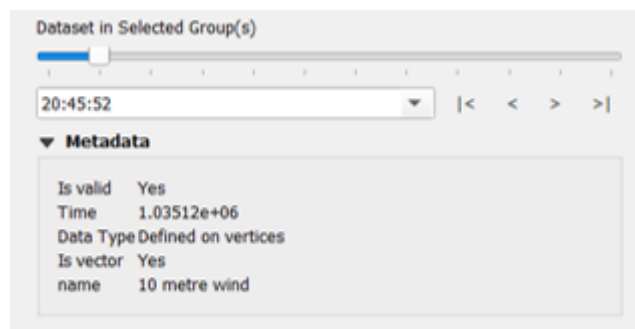 Dataset in Selected Group(s)
20:45:52 |< < > >|
Metadata
Is valid Yes
Time 1.03512e+06
Data Type Defined on vertices
Is vector Yes
name 10 metre wind